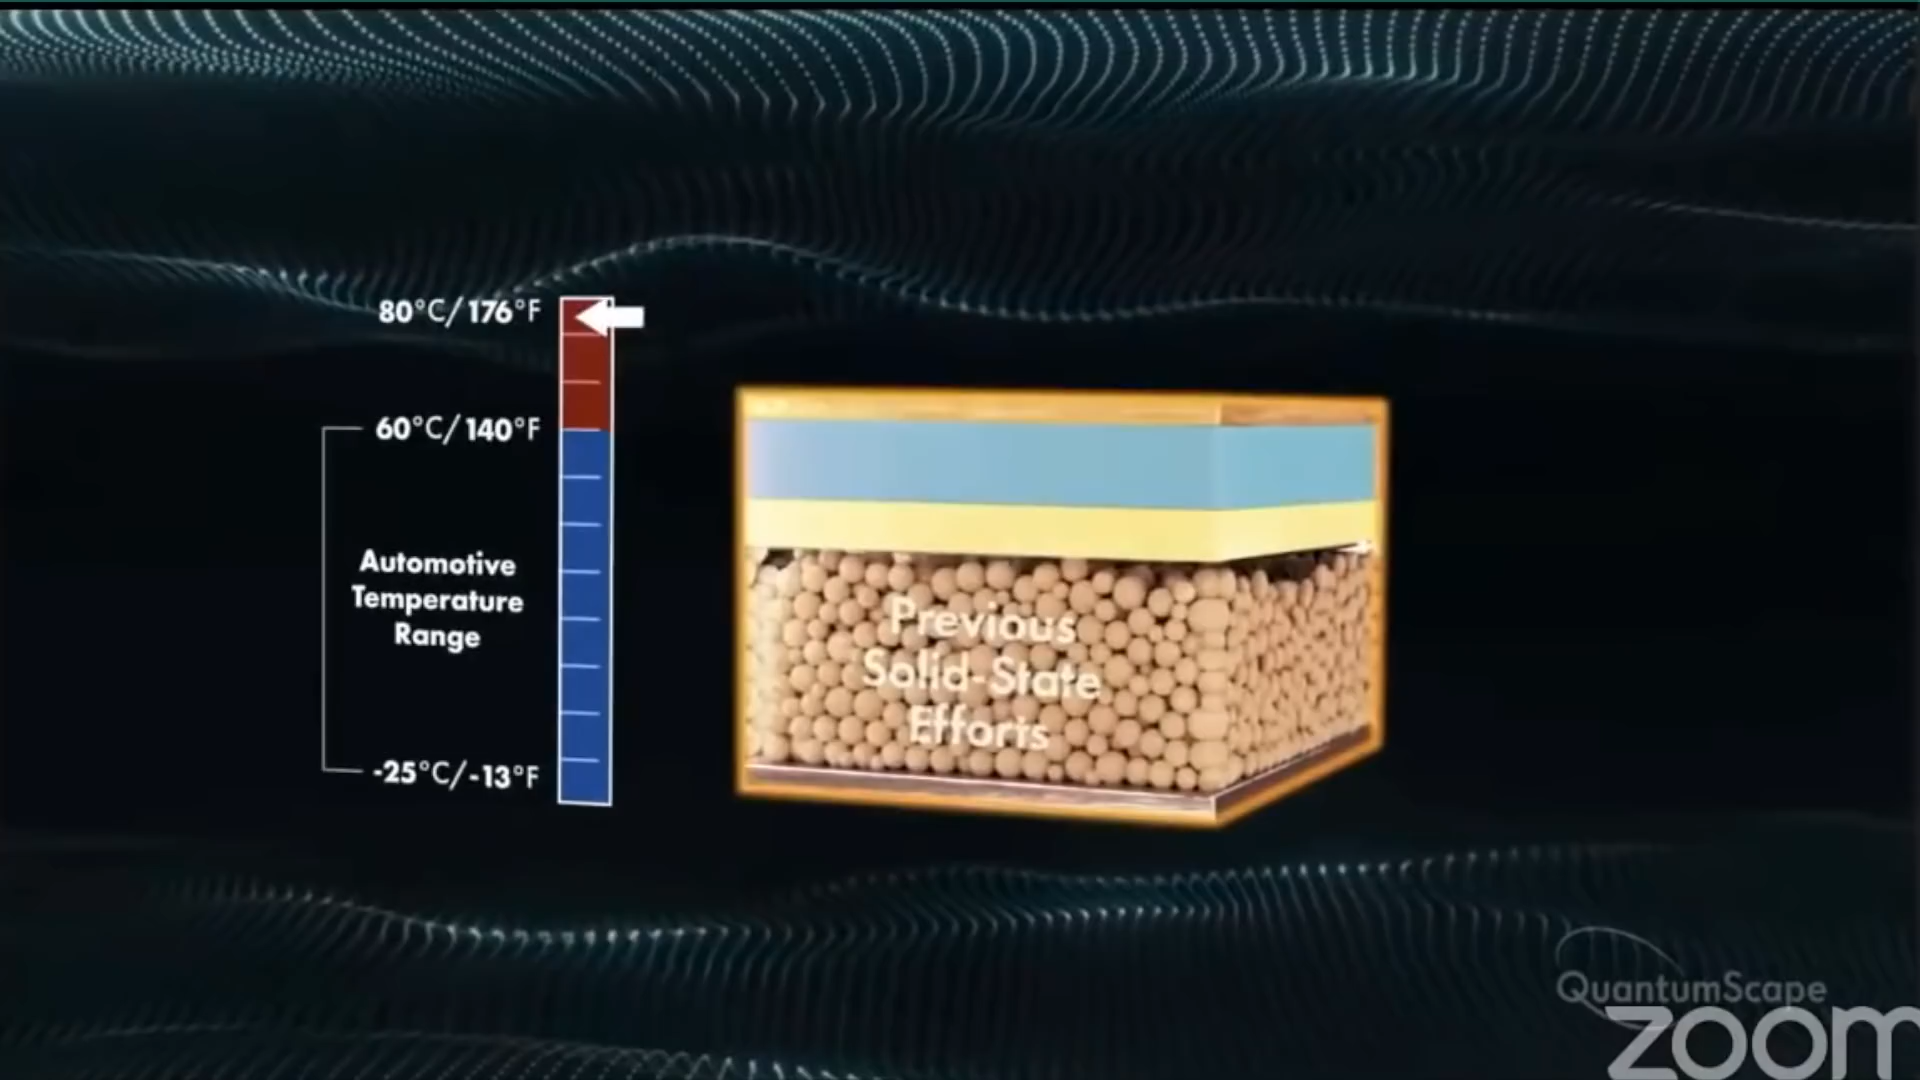 80°C/176°F
60°C/140°F
Automotive
Temperature
Range
-25°C/-13°F
Previous
Solid-State
Efforts
QuantumScape
zoom